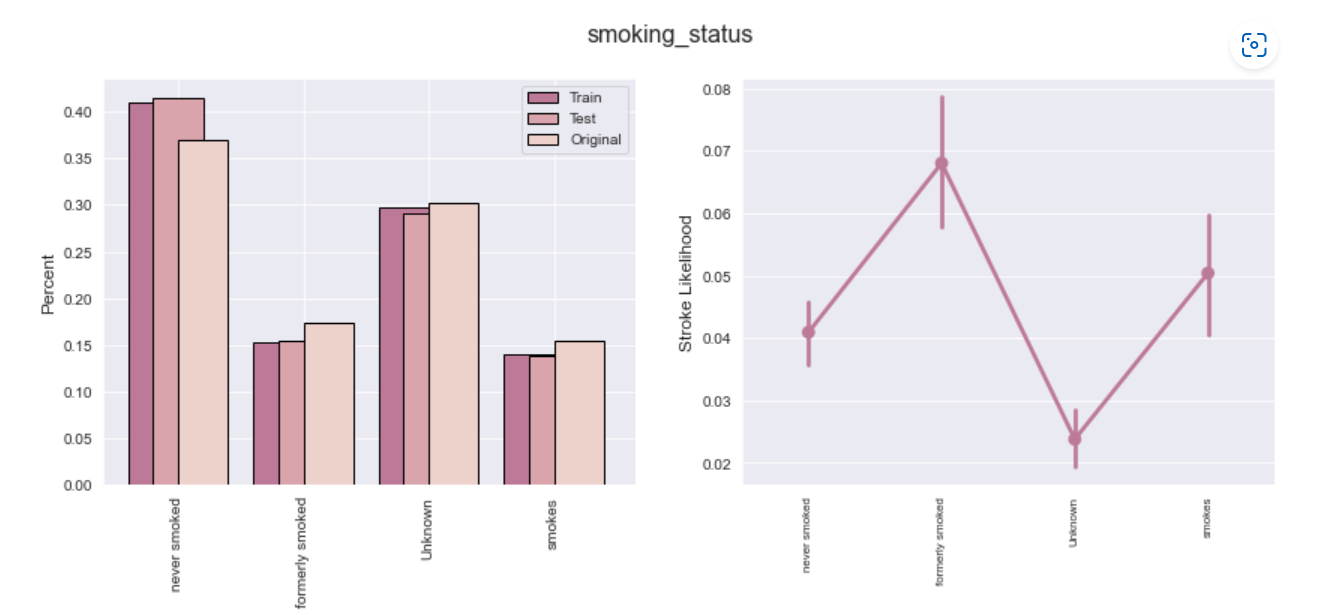 smoking_status
Train
Test
Original
Percent
0.40
0.35
0.30
0.25
0.20
0.15
0.10
0.05
0.00
never smoked
formerly smoked
Unknown
smokes
Stroke Likelihood
0.08
0.07
0.06
0.05
0.04
0.03
0.02
never smoked
formerly smoked
Unknown
smokes